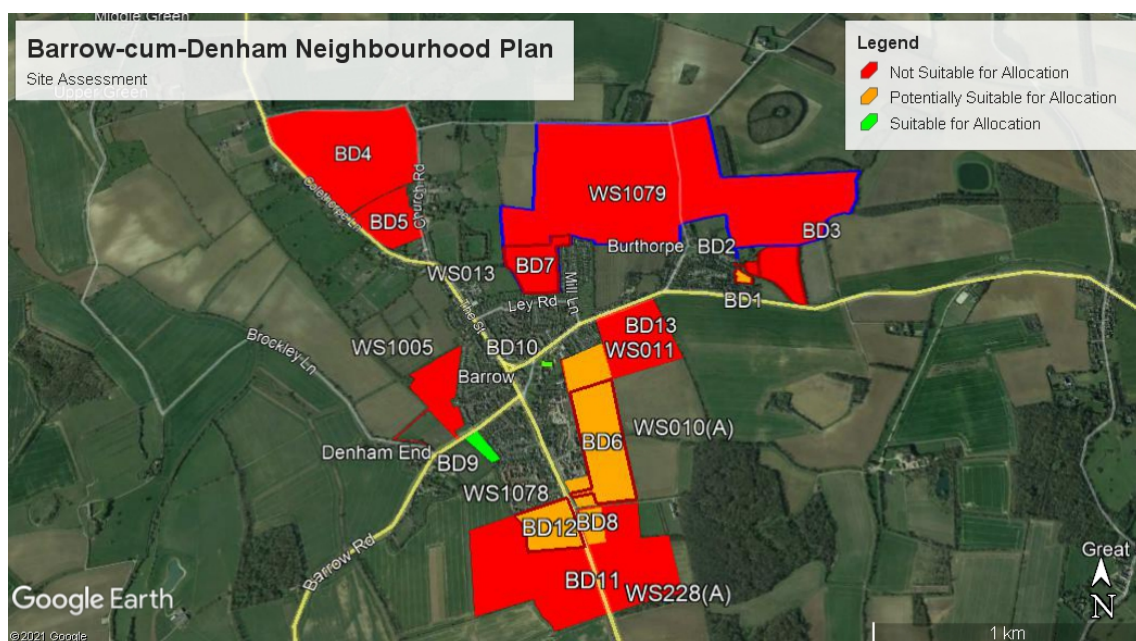 Middle Green
Barrow-cum-Denham Neighbourhood Plan
Site Assessment
Upper Green
Legend
Not Suitable for Allocation
Potentially Suitable for Allocation
Suitable for Allocation
BD4
WS1079
Church Rd
BD5
BD3
Burthorpe
BD2
WS013
BD7
Mill Ln
BD1
Ley Rd
The St
BD13
WS1005
BD10
WS011
Brockley Ln
Barrow
WS010(A)
BD6
Denham End
BD9
WS1078
BD12
BD8
Barrow Rd
Great
BD11
WS228(A)
Google Earth
N
©2021 Google
1 km